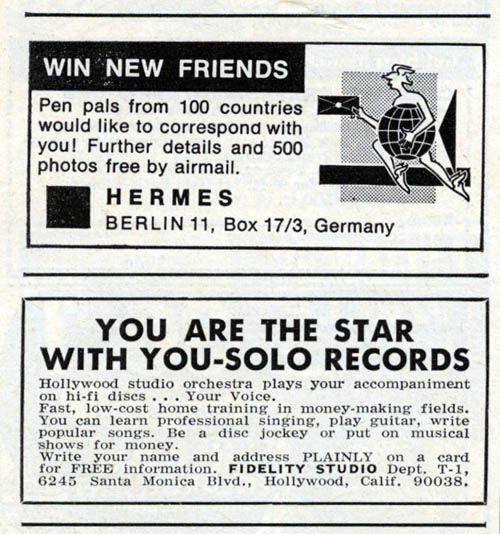 WIN NEW FRIENDS
Pen pals from 100 countries
would like to correspond with
you! Further details and 500
photos free by airmail.
HERMES
BERLIN 11, Box 17/3, Germany
YOU ARE THE STAR
WITH YOU-SOLO RECORDS
Hollywood studio orchestra plays your accompaniment
on hi-fi discs . . . Your Voice.
Fast, low-cost home training in money-making fields.
You can learn professional singing, play guitar, write
popular songs. Be a disc jockey or put on musical
shows for money.
Write your name and address PLAINLY on a card
for FREE information. FIDELITY STUDIO Dept. T-1,
6245 Santa Monica Blvd., Hollywood, Calif. 90038.